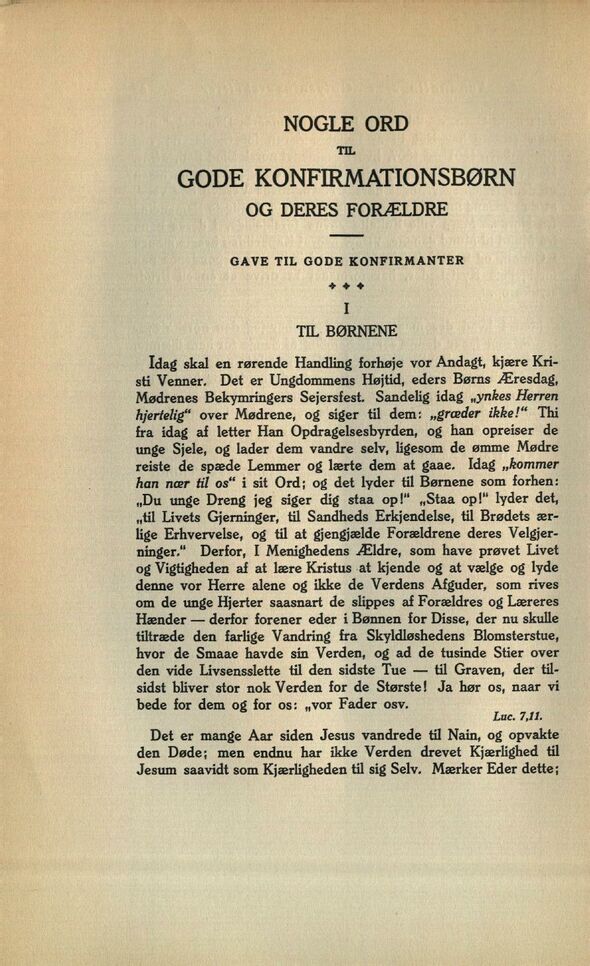 NOGLE ORD
TIL
GODE KONFIRMATIONSBØRN
OG DERES FORÆLDRE
GAVE TIL GODE KONFIRMANTER
I
TIL BØRNENE
Idag skal en rørende Handling forhøje vor Andagt, kjære Kri-
sti Venner. Det er Ungdommens Højtid, eders Børns Æresdag,
Mødrenes Bekymringers Sejersfest. Sandelig idag „ynkes Herren
hjertelig“ over Mødrene, og siger til dem: „græder ikke!“ Thi
fra idag af letter Han Opdragelsesbyrden, og han opreiser de
unge Sjele, og lader dem vandre selv, ligesom de ømme Mødre
reiste de spæde Lemmer og lærte dem at gaae. Idag „kommer
han nær til os“ i sit Ord; og det lyder til Børnene som forhen:
„Du unge Dreng jeg siger dig staa op!“ „Staa op!“ lyder det,
„til Livets Gjerninger, til Sandheds Erkjendelse, til Brødets ær-
lige Erhvervelse, og til at gjengjælde Forældrene deres Velgjer-
ninger.“ Derfor, I Menighedens Ældre, som have prøvet Livet
og Vigtigheden af at lære Kristus at kjende og at vælge og lyde
denne vor Herre alene og ikke de Verdens Afguder, som rives
om de unge Hjerter saasnart de slippes af Forældres og Læreres
Hænder — derfor forener eder i Bønnen for Disse, der nu skulle
tiltræde den farlige Vandring fra Skyldløshedens Blomsterstue,
hvor de Smaae havde sin Verden, og ad de tusinde Stier over
den vide Livsensslette til den sidste Tue — til Graven, der til-
sidst bliver stor nok Verden for de Største! Ja hør os, naar vi
bede for dem og for os: „vor Fader osv.
Luc. 7,11.
Det er mange Aar siden Jesus vandrede til Nain, og opvakte
den Døde; men endnu har ikke Verden drevet Kjærlighed til
Jesum saavidt som Kjærligheden til sig Selv. Mærker Eder dette;